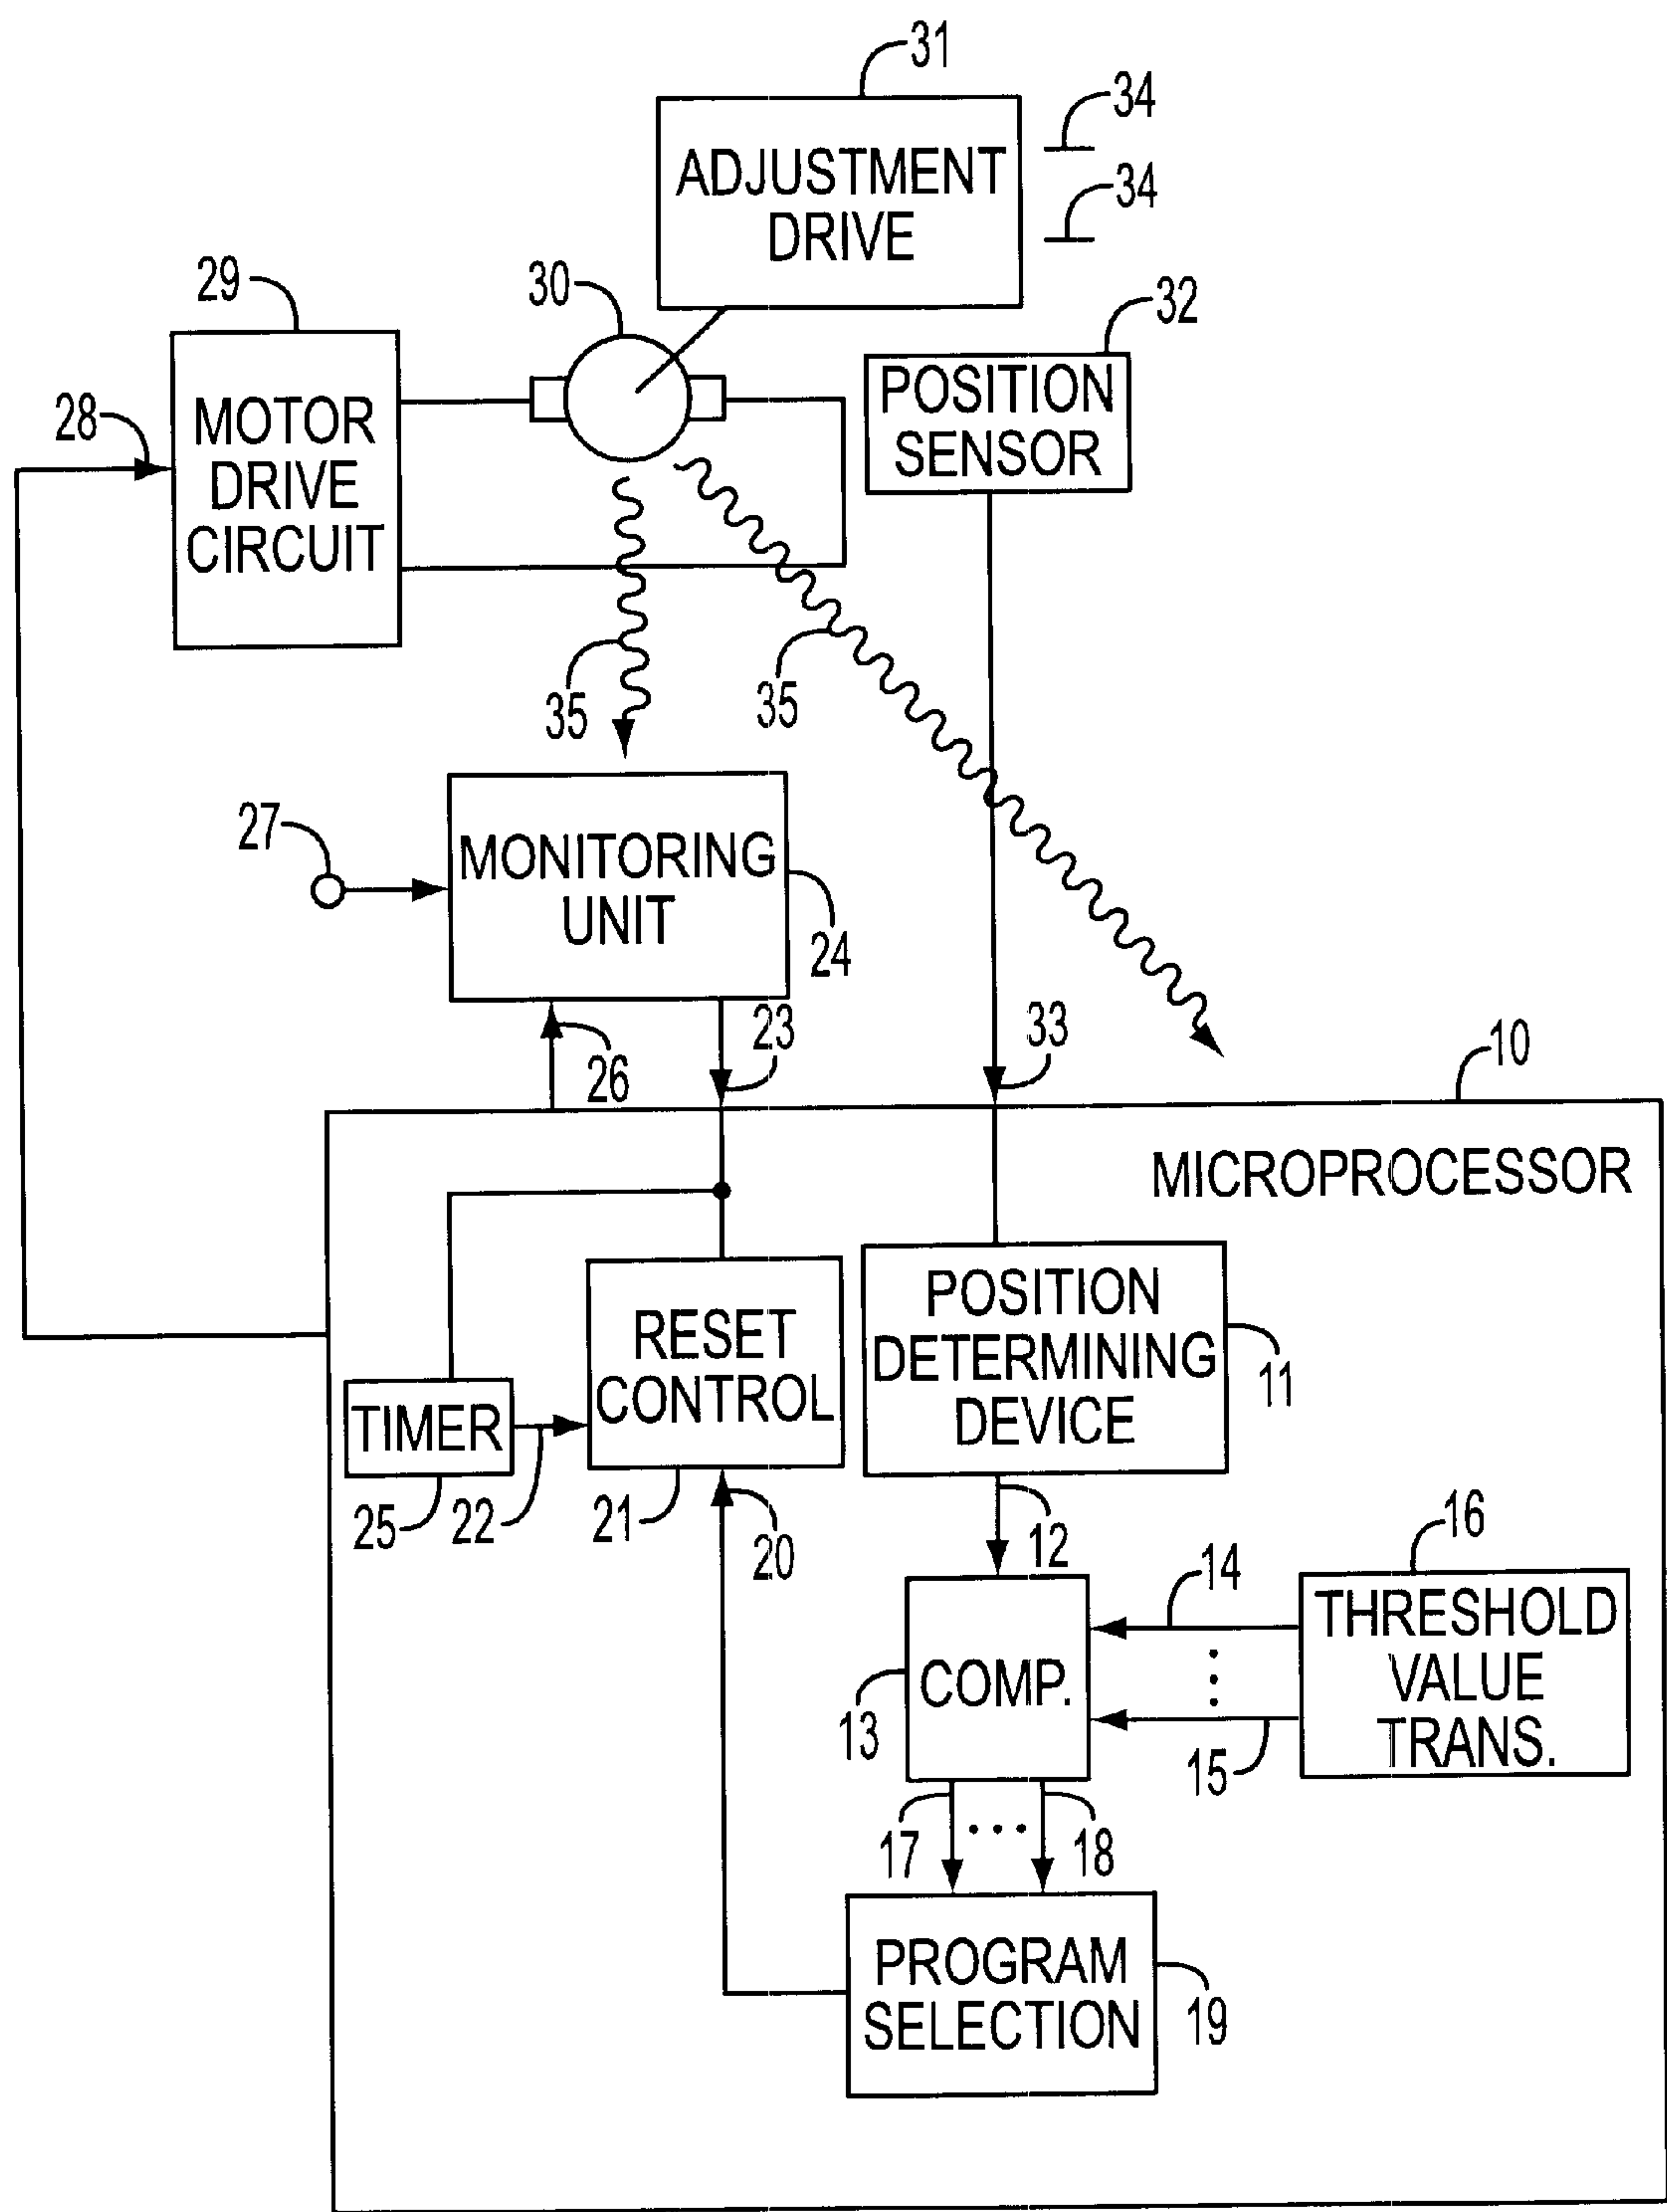 31
34
ADJUSTMENT
DRIVE
34
29
30
32
28
MOTOR
DRIVE
CIRCUIT
POSITION
SENSOR
35
35
27
MONITORING
UNIT
24
23
26
33
10
MICROPROCESSOR
RESET
CONTROL
POSITION
DETERMINING
DEVICE
11
TIMER
25
22
21
20
12
16
14
THRESHOLD
VALUE
TRANS.
COMP.
13
15
17
18
PROGRAM
SELECTION
19